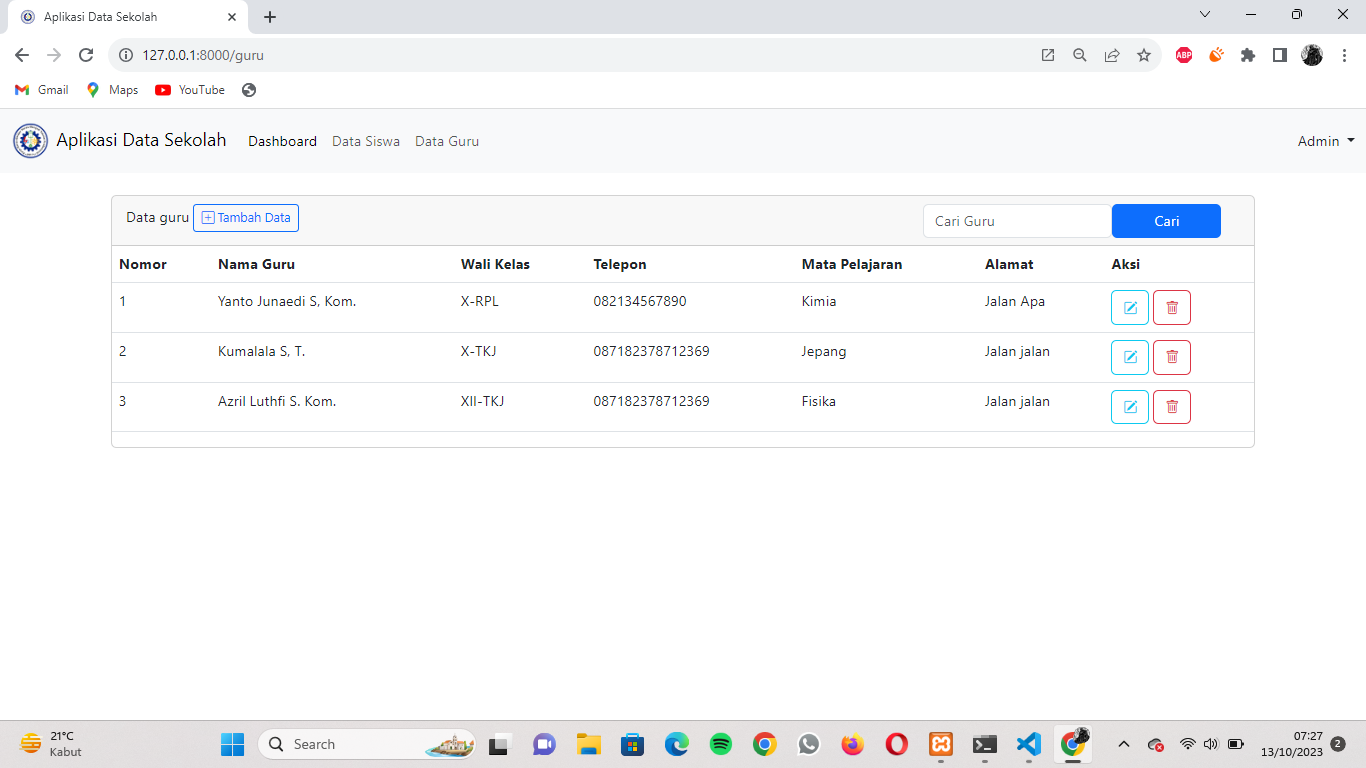 Aplikasi Data Sekolah
127.0.0.1:8000/guru
ABP
Gmail Maps YouTube
Aplikasi Data Sekolah Dashboard Data Siswa Data Guru Admin
Data guru Tambah Data Cari Guru Cari
Nomor Nama Guru Wali Kelas Telepon Mata Pelajaran Alamat Aksi
1 Yanto Junaedi S, Kom. X-RPL 082134567890 Kimia Jalan Apa
2 Kumalala S, T. X-TKJ 087182378712369 Jepang Jalan jalan
3 Azril Luthfi S. Kom. XII-TKJ 087182378712369 Fisika Jalan jalan
21°C
Kabut
Search
07:27
13/10/2023
2